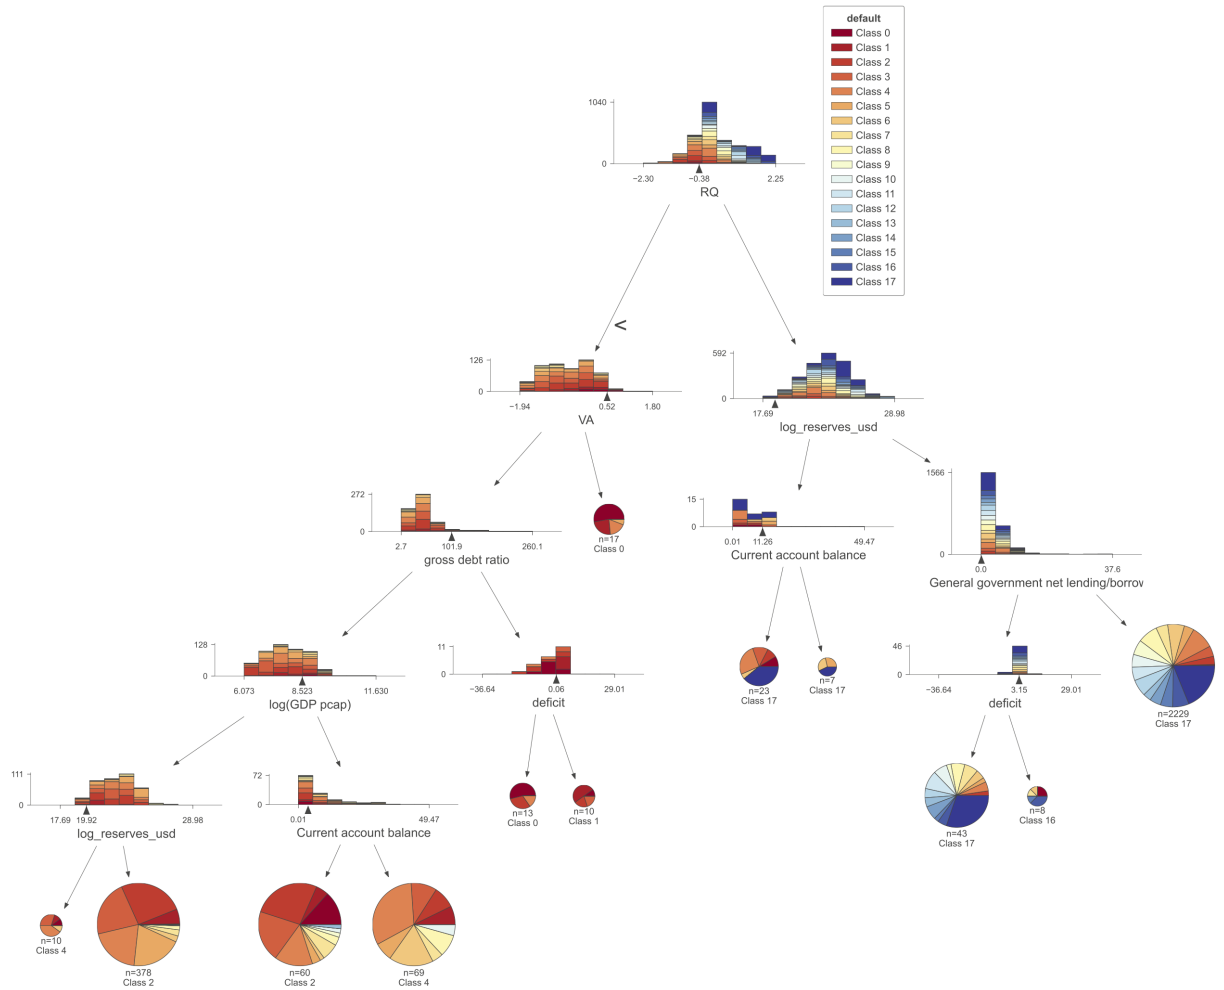 default
Class 0
Class 1
Class 2
Class 3
Class 4
Class 5
Class 6
Class 7
Class 8
Class 9
Class 10
Class 11
Class 12
Class 13
Class 14
Class 15
Class 16
Class 17
1040
0
−2.30 −0.38 2.25
RQ
<
126
0
−1.94 0.52 1.80
VA
592
0
17.69 28.98
log_reserves_usd
272
0
2.7 101.9 260.1
gross debt ratio
n=17
Class 0
15
0
0.01 11.26 49.47
Current account balance
1566
0
0.0 37.6
General government net lending/borrov
128
0
6.073 8.523 11.630
log(GDP pcap)
11
0
−36.64 0.06 29.01
deficit
n=23
Class 17
n=7
Class 17
46
0
−36.64 3.15 29.01
deficit
n=2229
Class 17
111
0
17.69 19.92 28.98
log_reserves_usd
72
0
0.01 49.47
Current account balance
n=13
Class 0
n=10
Class 1
n=43
Class 17
n=8
Class 16
n=10
Class 4
n=378
Class 2
n=60
Class 2
n=69
Class 4